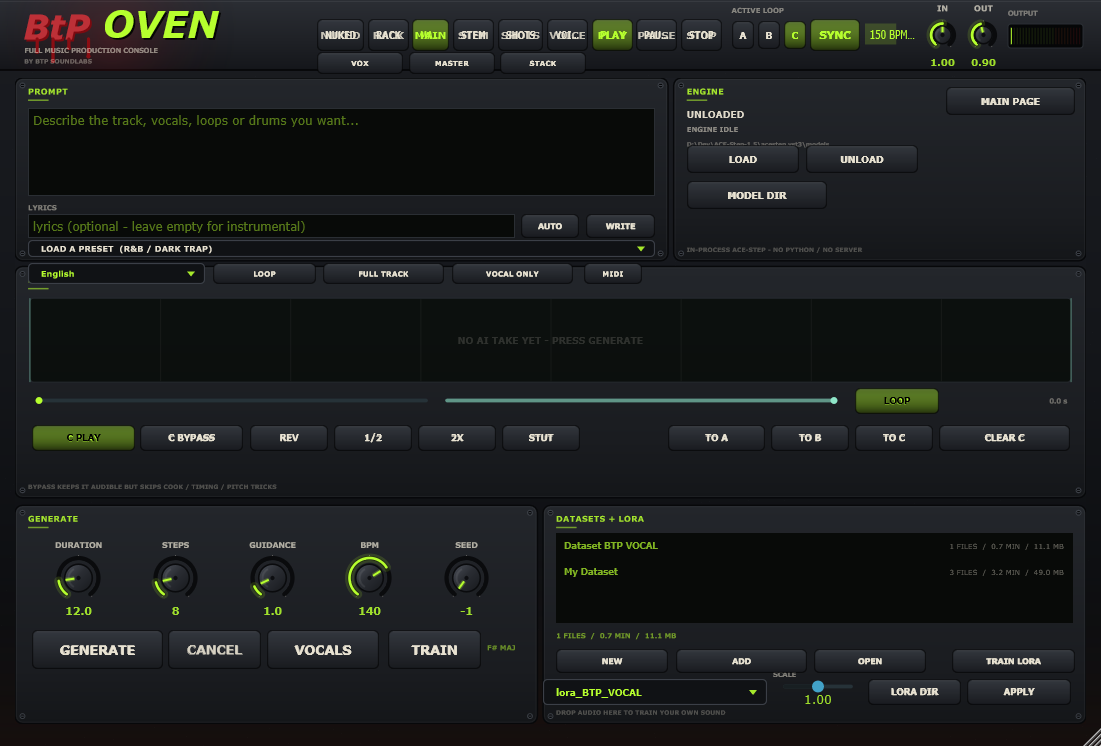 BtP OVEN
FULL MUSIC PRODUCTION CONSOLE
BY BTP SOUNDLABS
NUKED RACK MAIN STEM SHOTS VOICE PLAY PAUSE STOP
VOX MASTER STACK
ACTIVE LOOP
A B C SYNC 150 BPM...
IN OUT OUTPUT
1.00 0.90
PROMPT
Describe the track, vocals, loops or drums you want...
LYRICS
lyrics (optional - leave empty for instrumental) AUTO WRITE
LOAD A PRESET (R&B / DARK TRAP)
ENGINE
MAIN PAGE
UNLOADED
ENGINE IDLE
D:\Dev\ACE-Step-1.5\acestep_vst3\models
LOAD UNLOAD
MODEL DIR
IN-PROCESS ACE-STEP - NO PYTHON / NO SERVER
English LOOP FULL TRACK VOCAL ONLY MIDI
NO AI TAKE YET - PRESS GENERATE
LOOP 0.0 s
C PLAY C BYPASS REV 1/2 2X STUT TO A TO B TO C CLEAR C
BYPASS KEEPS IT AUDIBLE BUT SKIPS COOK / TIMING / PITCH TRICKS
GENERATE
DURATION STEPS GUIDANCE BPM SEED
12.0 8 1.0 140 -1
GENERATE CANCEL VOCALS TRAIN F# MAJ
DATASETS + LORA
Dataset BTP VOCAL 1 FILES / 0.7 MIN / 11.1 MB
My Dataset 3 FILES / 3.2 MIN / 49.0 MB
1 FILES / 0.7 MIN / 11.1 MB
NEW ADD OPEN TRAIN LORA
lora_BTP_VOCAL SCALE 1.00 LORA DIR APPLY
DROP AUDIO HERE TO TRAIN YOUR OWN SOUND